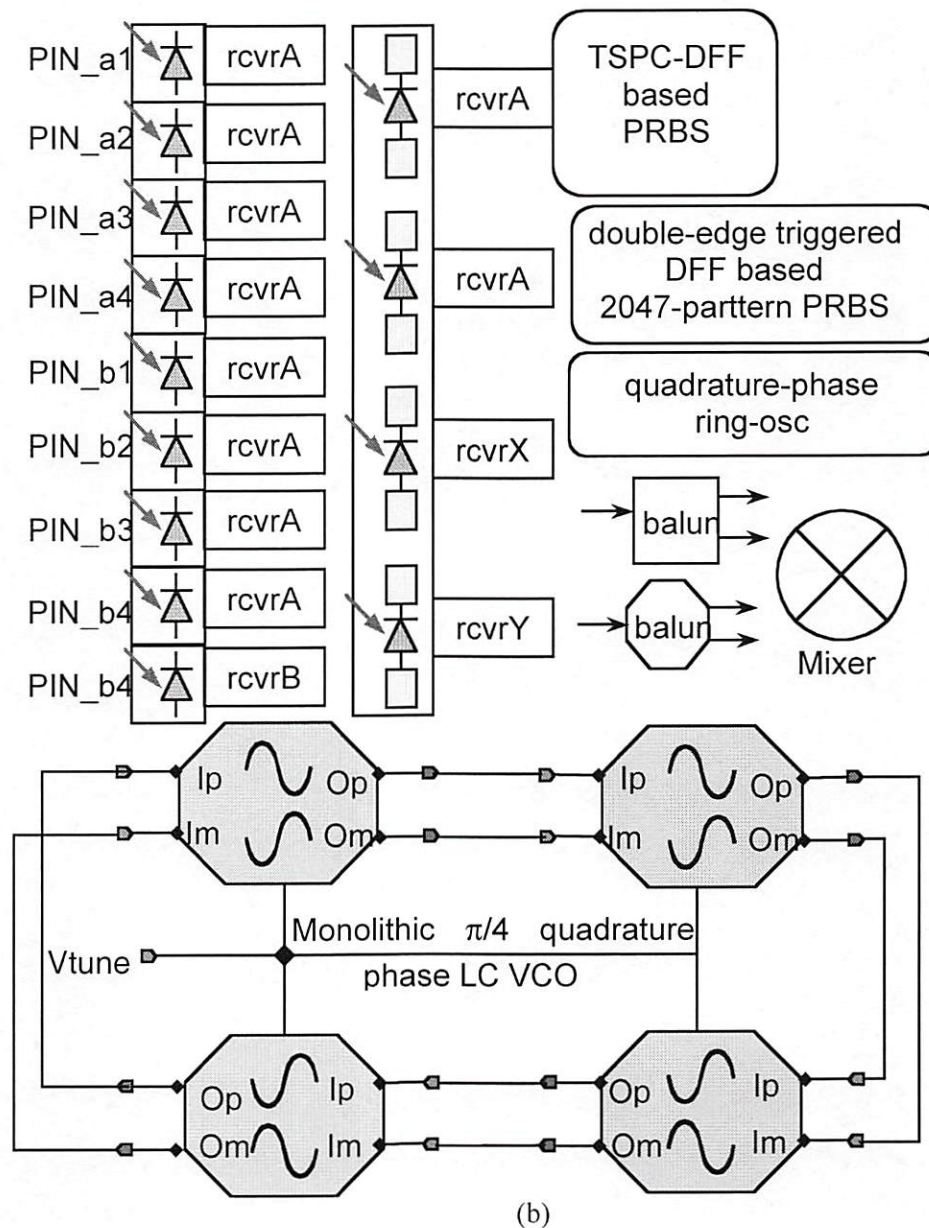 PIN_a1 rcvrA
PIN_a2 rcvrA
PIN_a3 rcvrA
PIN_a4 rcvrA
PIN_b1 rcvrA
PIN_b2 rcvrA
PIN_b3 rcvrA
PIN_b4 rcvrA
PIN_b4 rcvrB
rcvrA
rcvrA
rcvrX
rcvrY
TSPC-DFF
based
PRBS
double-edge triggered
DFF based
2047-parttern PRBS
quadrature-phase
ring-osc
balun
balun
Mixer
Ip Op
Im Om
Ip Op
Im Om
Monolithic π/4 quadrature
phase LC VCO
Vtune
Op Ip
Om Im
Op Ip
Om Im
(b)